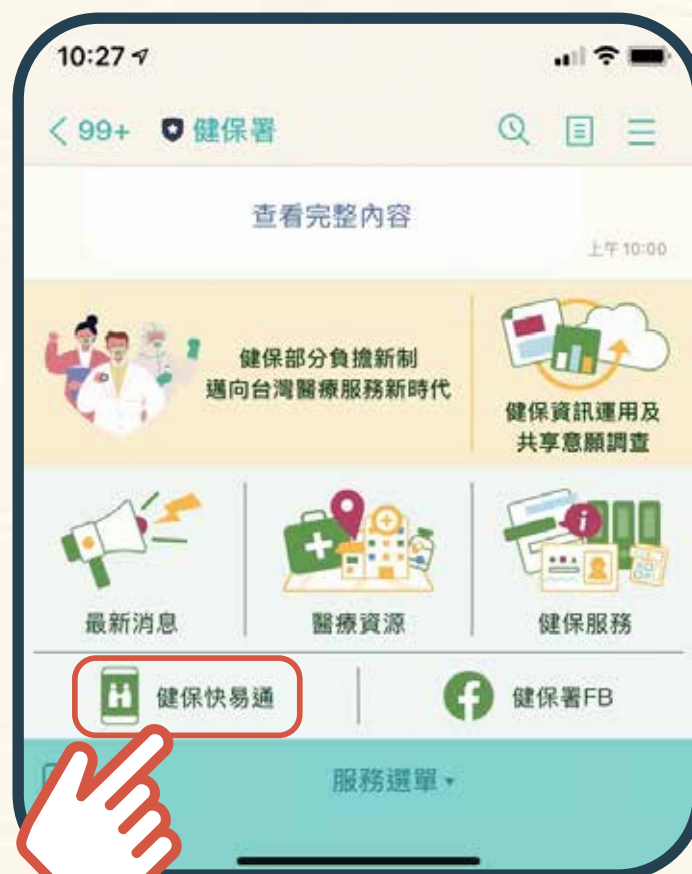 10:27
99+ 健保署
查看完整內容
上午 10:00
健保部分負擔新制
邁向台灣醫療服務新時代
健保資訊運用及
共享意願調查
最新消息
醫療資源
健保服務
健保快易通
健保署FB
服務選單